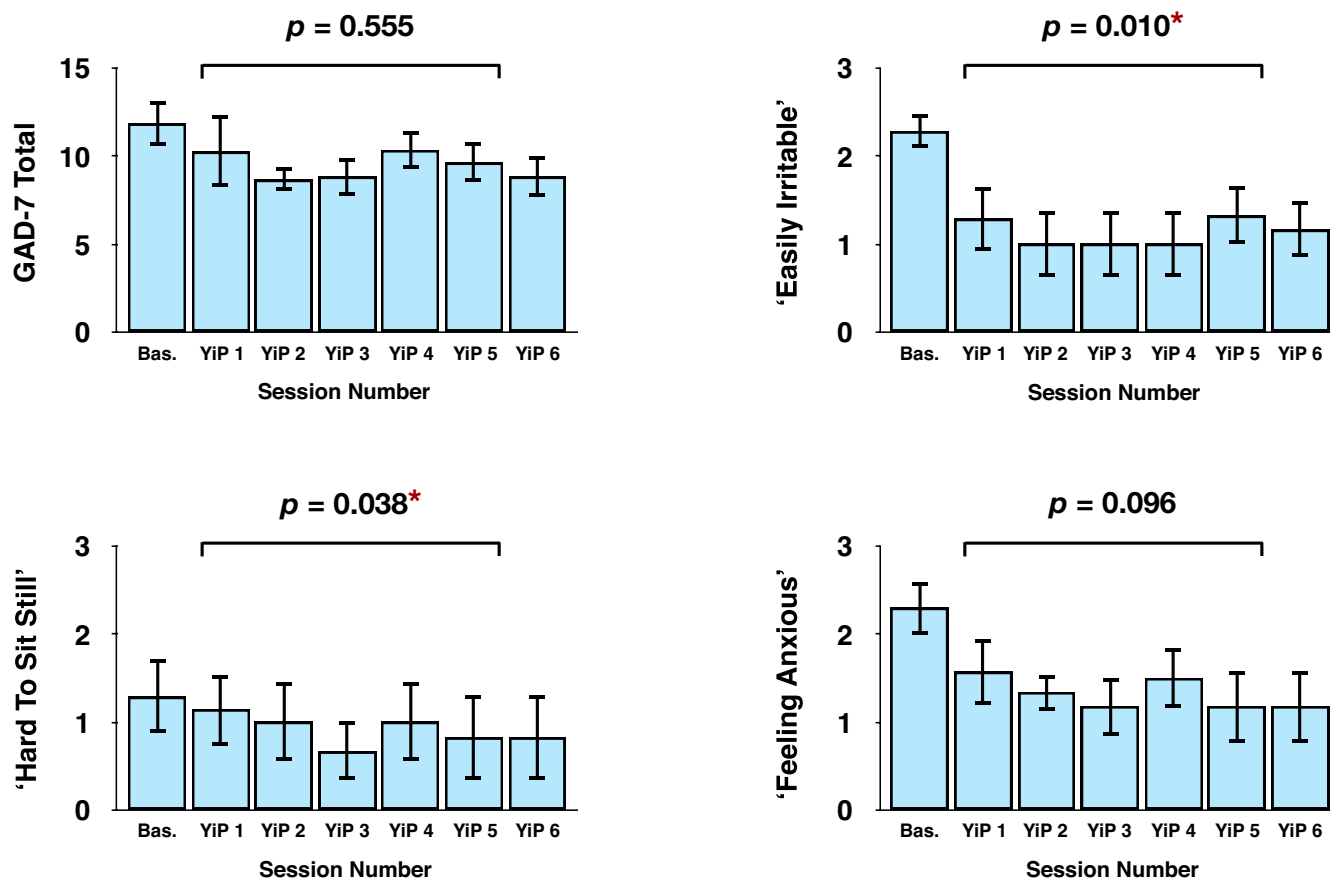 p = 0.555
GAD-7 Total
15
10
5
0
Bas. YiP 1 YiP 2 YiP 3 YiP 4 YiP 5 YiP 6
Session Number
p = 0.010*
‘Easily Irritable’
3
2
1
0
Bas. YiP 1 YiP 2 YiP 3 YiP 4 YiP 5 YiP 6
Session Number
p = 0.038*
‘Hard To Sit Still’
3
2
1
0
Bas. YiP 1 YiP 2 YiP 3 YiP 4 YiP 5 YiP 6
Session Number
p = 0.096
‘Feeling Anxious’
3
2
1
0
Bas. YiP 1 YiP 2 YiP 3 YiP 4 YiP 5 YiP 6
Session Number